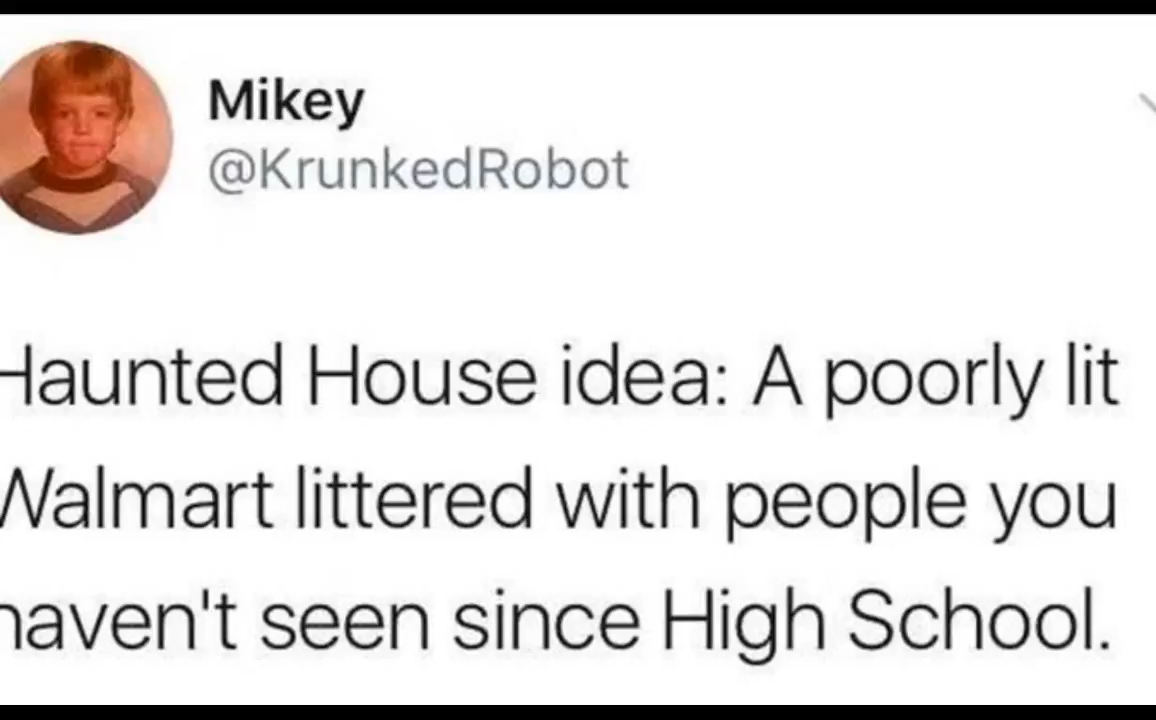 Mikey
@KrunkedRobot
Haunted House idea: A poorly lit
Walmart littered with people you
haven't seen since High School.